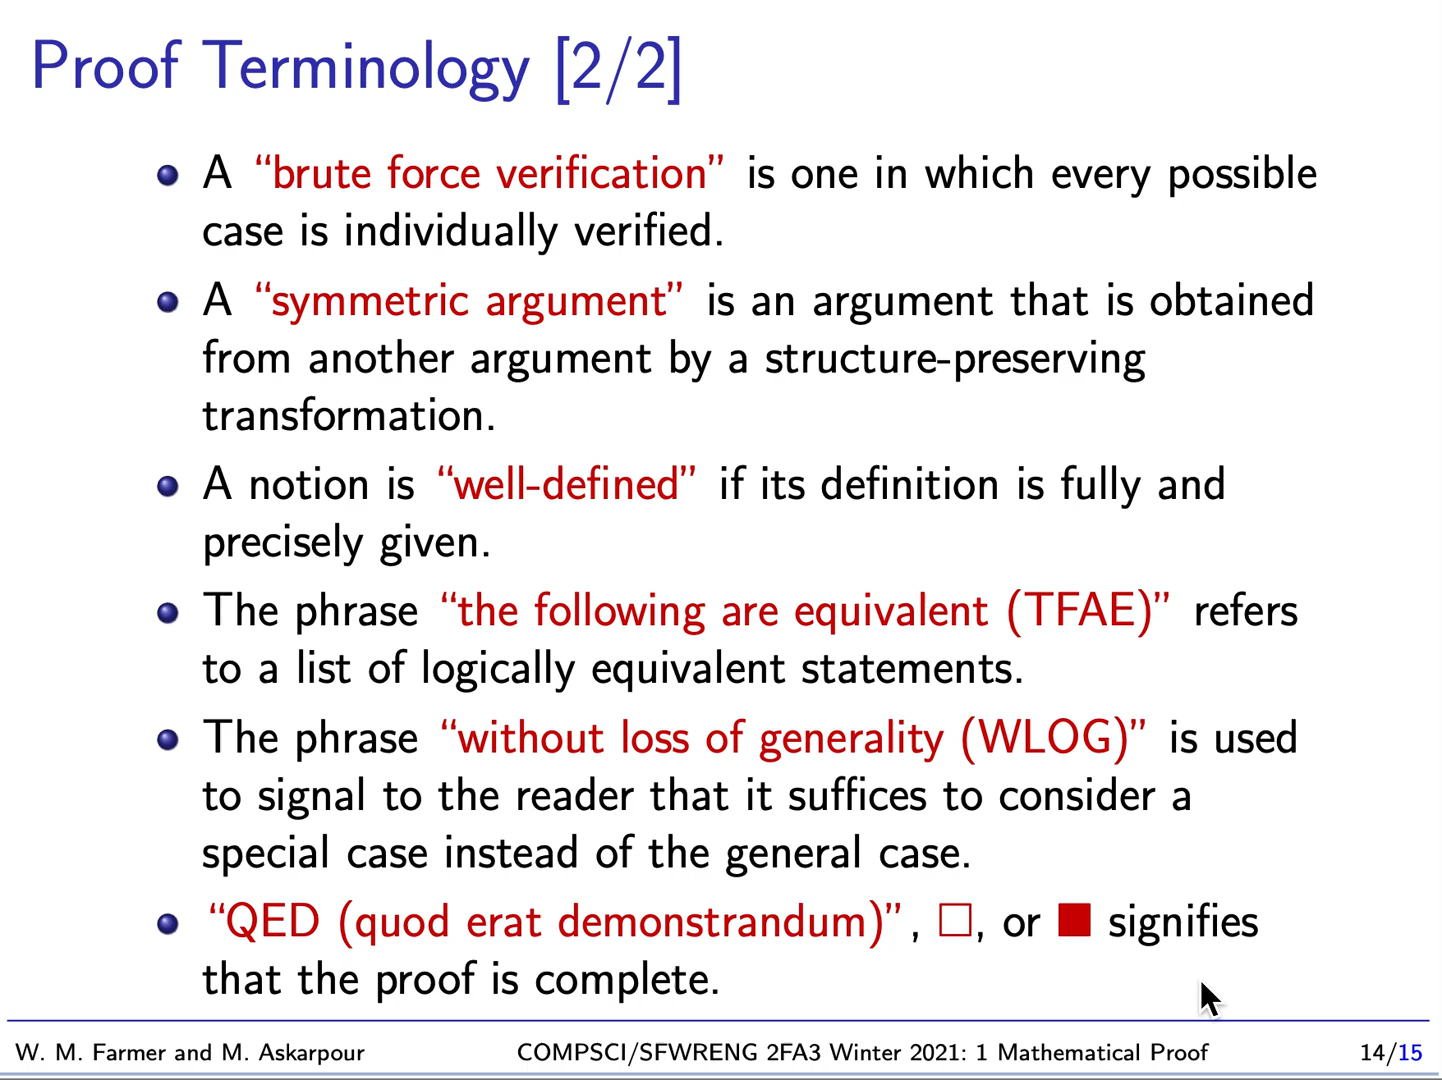 Proof Terminology [2/2]
A “brute force verification” is one in which every possible
case is individually verified.
A “symmetric argument” is an argument that is obtained
from another argument by a structure-preserving
transformation.
A notion is “well-defined” if its definition is fully and
precisely given.
The phrase “the following are equivalent (TFAE)” refers
to a list of logically equivalent statements.
The phrase “without loss of generality (WLOG)” is used
to signal to the reader that it suffices to consider a
special case instead of the general case.
“QED (quod erat demonstrandum)”, □, or ■ signifies
that the proof is complete.
W. M. Farmer and M. Askarpour COMPSCI/SFWRENG 2FA3 Winter 2021: 1 Mathematical Proof 14/15